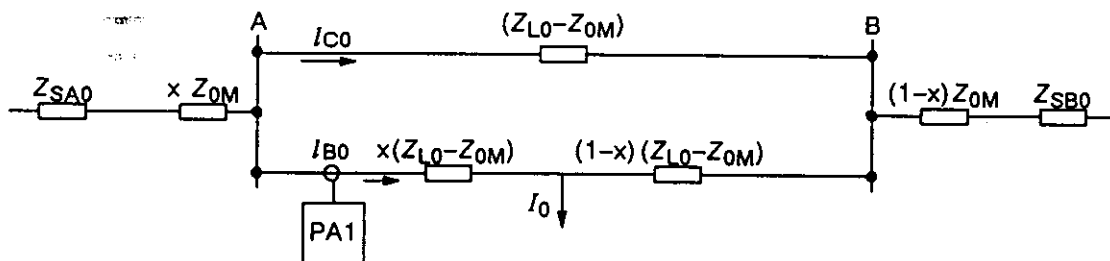 A
B
I_C0
(Z_L0–Z_0M)
Z_SA0
x Z_0M
(1–x)Z_0M
Z_SB0
I_B0
x(Z_L0–Z_0M)
(1–x) (Z_L0–Z_0M)
I_0
PA1